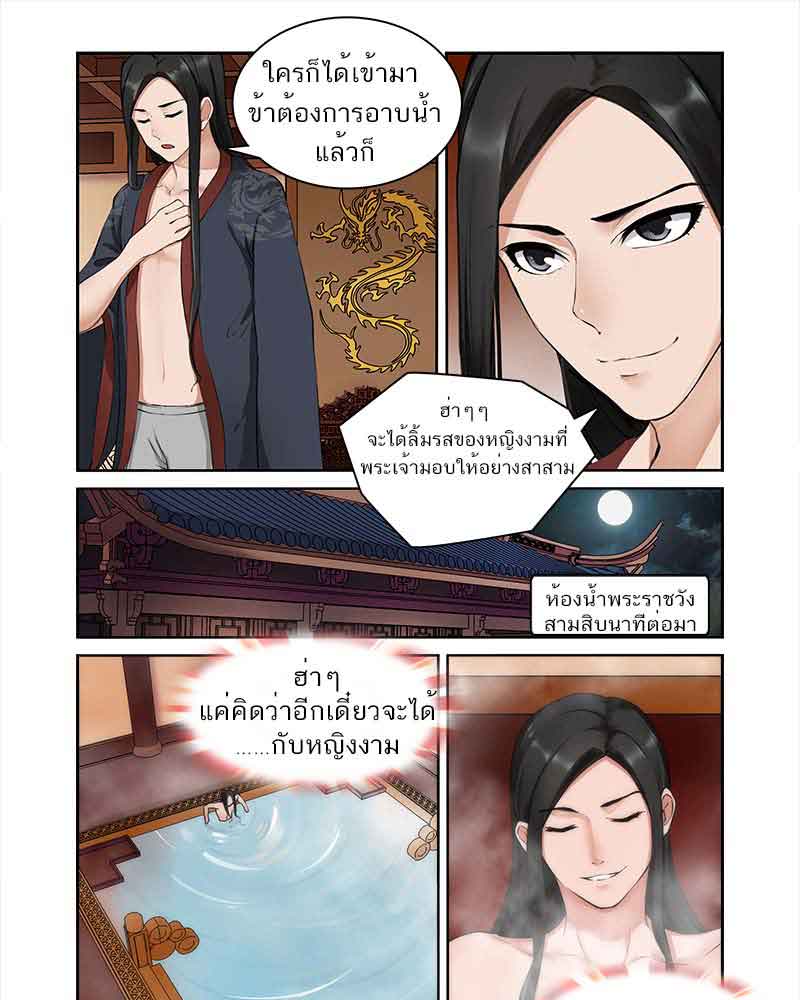 ใครก็ได้เข้ามา
ข้าต้องการอาบน้ำ
แล้วก็
ฮ่าๆๆ
จะได้ลิ้มรสของหญิงงามที่
พระเจ้ามอบให้อย่างสาสาม
ห้องน้ำพระราชวัง
สามสิบนาทีต่อมา
ฮ่าๆ
แค่คิดว่าอีกเดี๋ยวจะได้
......กับหญิงงาม